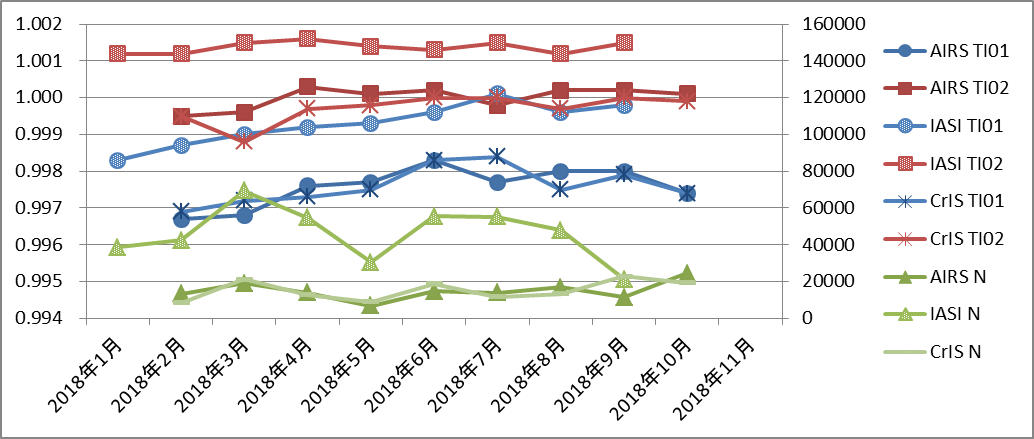 1.002
1.001
1.000
0.999
0.998
0.997
0.996
0.995
0.994
160000
140000
120000
100000
80000
60000
40000
20000
0
2018年1月
2018年2月
2018年3月
2018年4月
2018年5月
2018年6月
2018年7月
2018年8月
2018年9月
2018年10月
2018年11月
AIRS TI01
AIRS TI02
IASI TI01
IASI TI02
CrIS TI01
CrIS TI02
AIRS N
IASI N
CrIS N